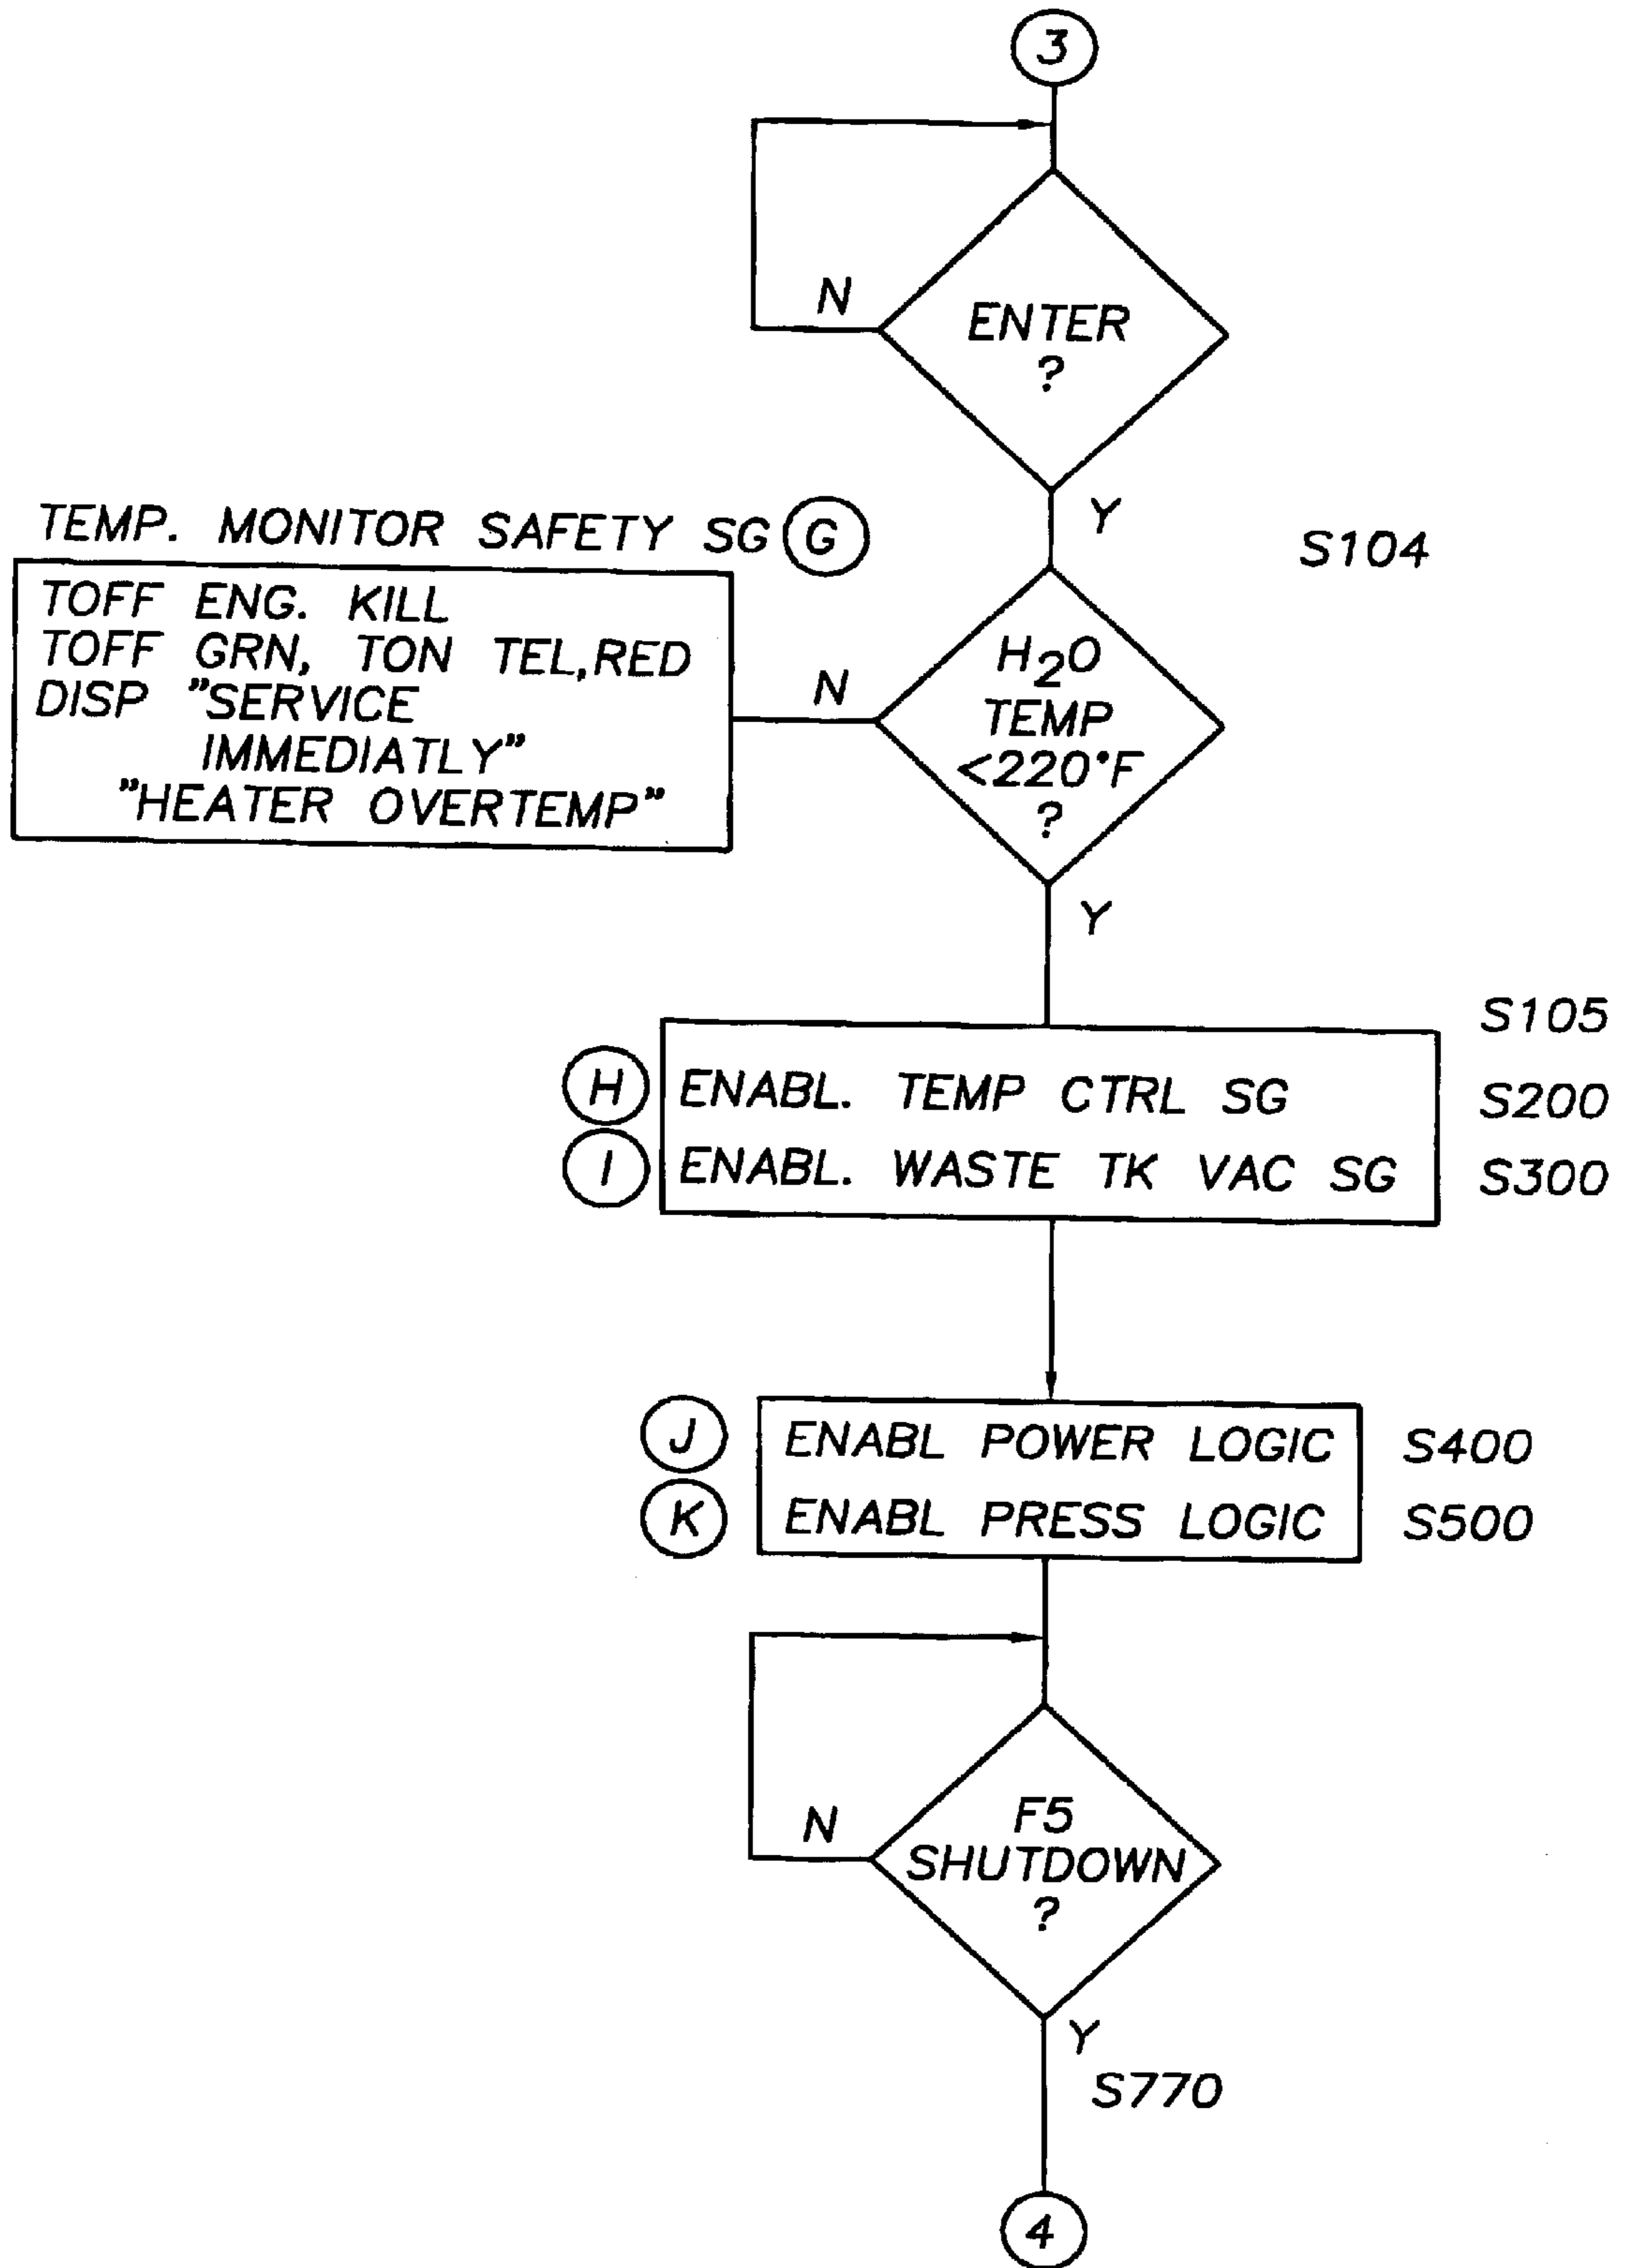 3
N
ENTER
?
Y
S104
TEMP. MONITOR SAFETY SG G
TOFF ENG. KILL
TOFF GRN, TON TEL,RED
DISP "SERVICE
IMMEDIATLY"
"HEATER OVERTEMP"
N
H2O
TEMP
<220°F
?
Y
S105
H ENABL. TEMP CTRL SG S200
I ENABL. WASTE TK VAC SG S300
J ENABL POWER LOGIC S400
K ENABL PRESS LOGIC S500
N
F5
SHUTDOWN
?
Y
S770
4